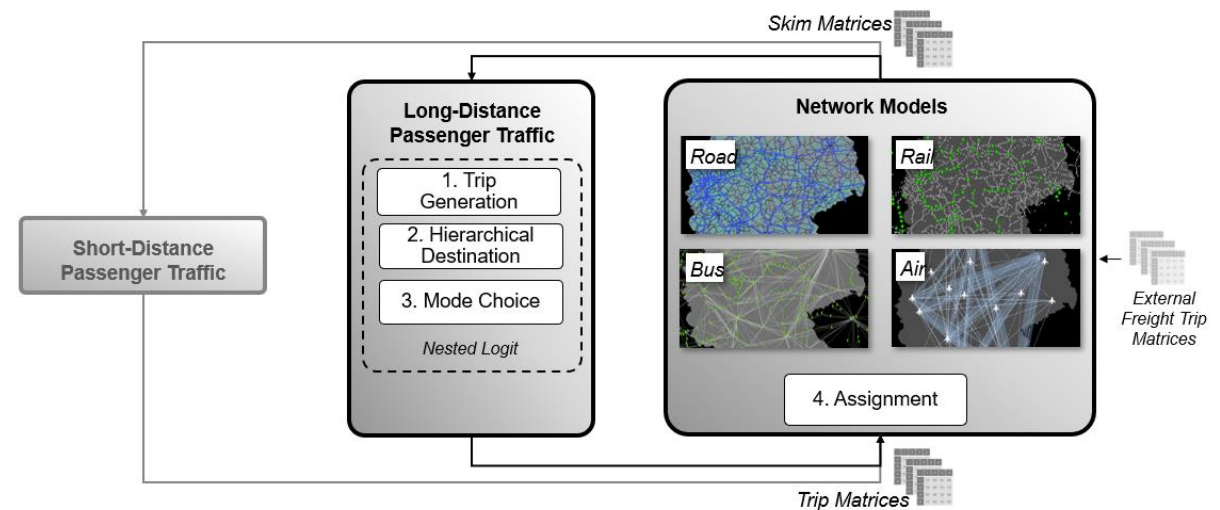 Skim Matrices
Long-Distance
Passenger Traffic
1. Trip
Generation
2. Hierarchical
Destination
3. Mode Choice
Nested Logit
Network Models
Road
Rail
Bus
Air
4. Assignment
Short-Distance
Passenger Traffic
External
Freight Trip
Matrices
Trip Matrices